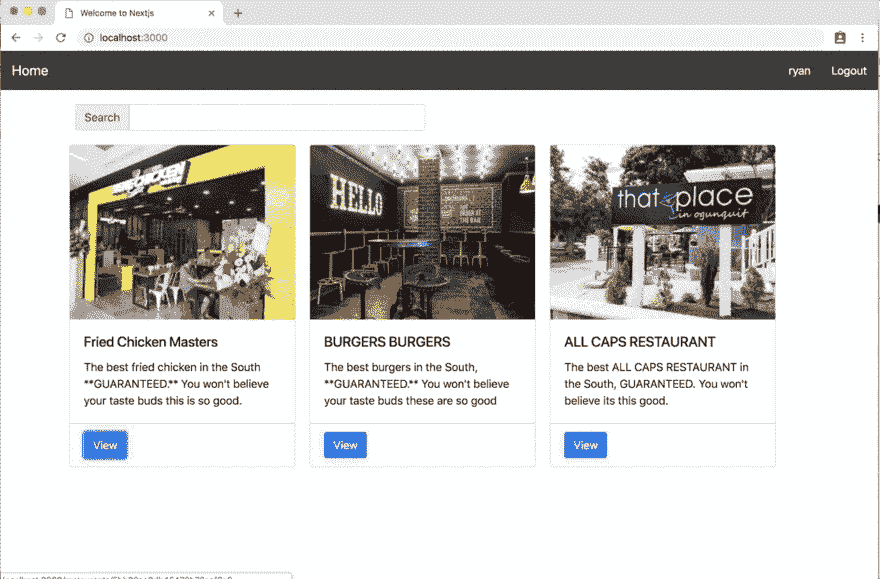 Welcome to Nextjs
localhost:3000
Home
ryan
Logout
Search
HELLO
that place
in ogunquit
Fried Chicken Masters
The best fried chicken in the South
**GUARANTEED.** You won't believe
your taste buds this is so good.
View
BURGERS BURGERS
The best burgers in the South,
**GUARANTEED.** You won't believe
your taste buds these are so good
View
ALL CAPS RESTAURANT
The best ALL CAPS RESTAURANT in
the South, GUARANTEED. You won't
believe its this good.
View